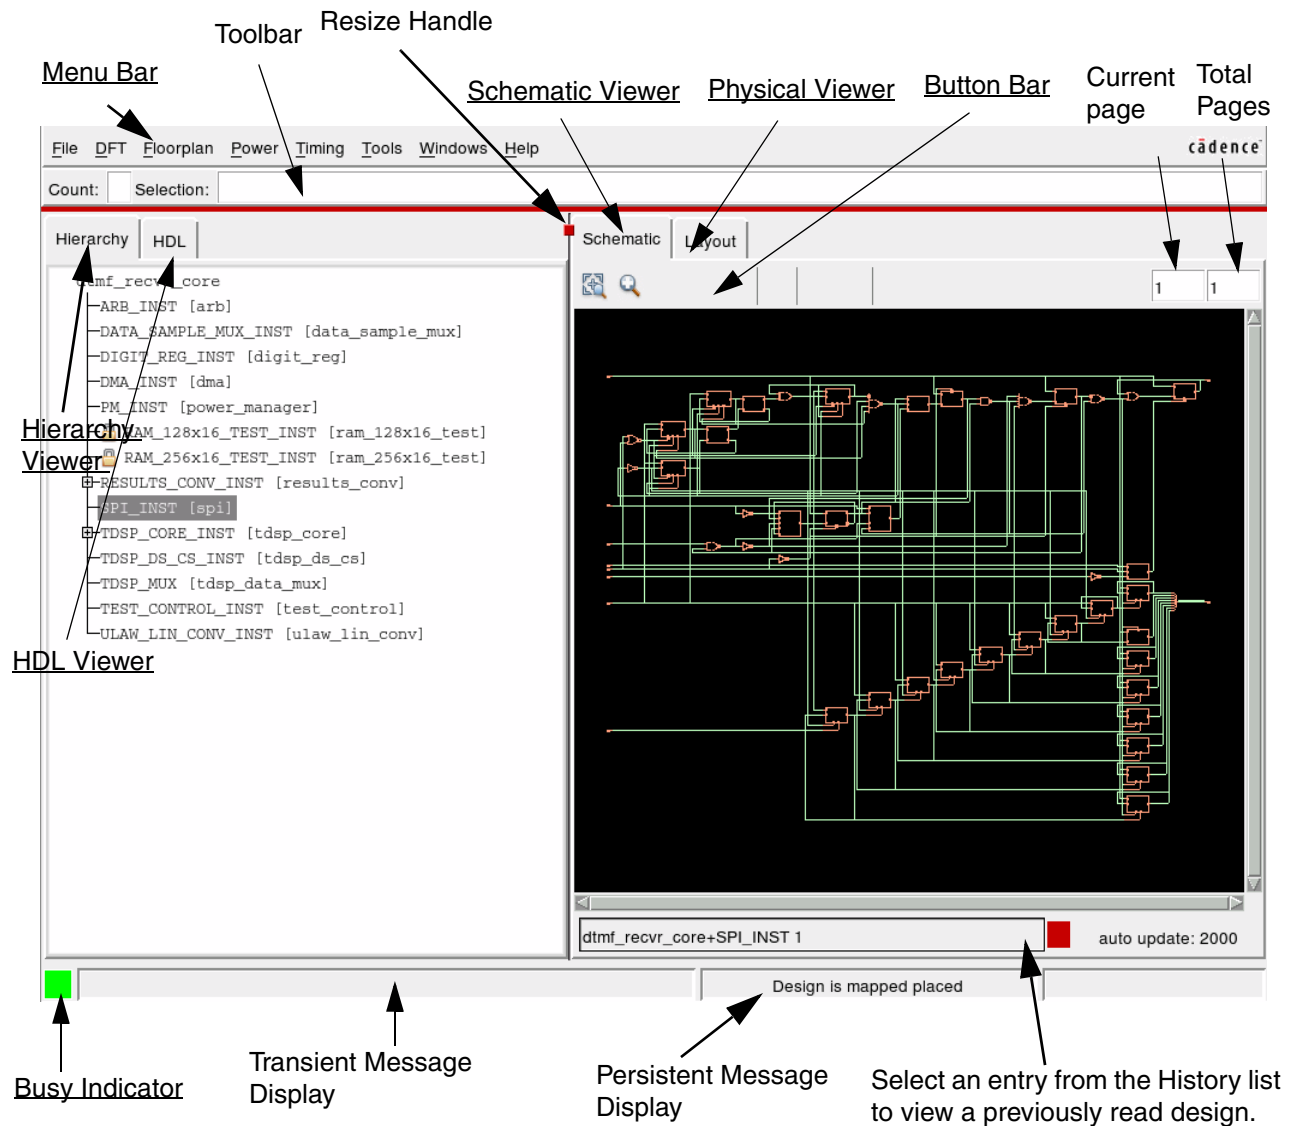 Resize Handle
Toolbar
Menu Bar
Schematic Viewer
Physical Viewer
Button Bar
Current
page
Total
Pages
File DFT Floorplan Power Timing Tools Windows Help
cādence
Count: Selection:
Hierarchy HDL
Schematic Layout
1 1
dtmf_recvr_core
ARB_INST [arb]
DATA_SAMPLE_MUX_INST [data_sample_mux]
DIGIT_REG_INST [digit_reg]
DMA_INST [dma]
PM_INST [power_manager]
RAM_128x16_TEST_INST [ram_128x16_test]
RAM_256x16_TEST_INST [ram_256x16_test]
RESULTS_CONV_INST [results_conv]
SPI_INST [spi]
TDSP_CORE_INST [tdsp_core]
TDSP_DS_CS_INST [tdsp_ds_cs]
TDSP_MUX [tdsp_data_mux]
TEST_CONTROL_INST [test_control]
ULAW_LIN_CONV_INST [ulaw_lin_conv]
Hierarchy
Viewer
HDL Viewer
dtmf_recvr_core+SPI_INST 1
auto update: 2000
Design is mapped placed
Busy Indicator
Transient Message
Display
Persistent Message
Display
Select an entry from the History list
to view a previously read design.